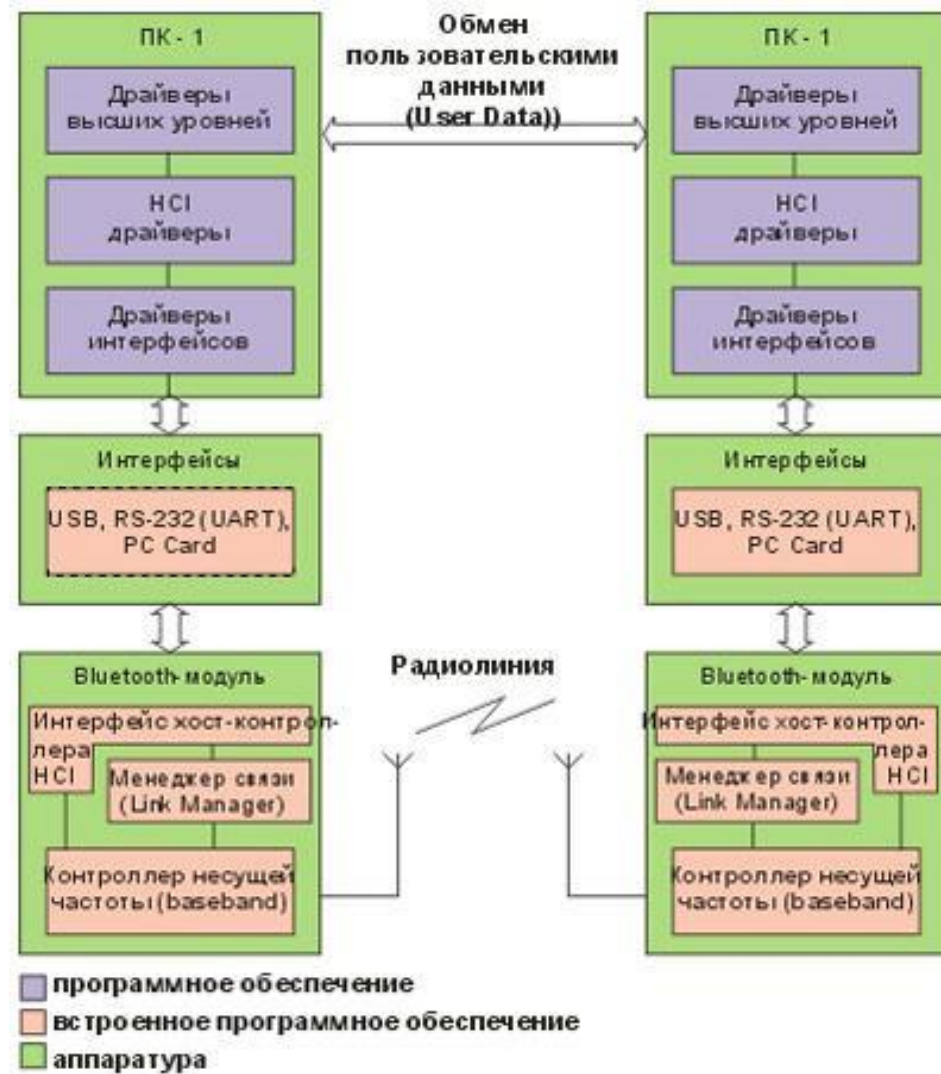 ПК - 1
Драйверы
высших уровней
HCI
драйверы
Драйверы
интерфейсов
Интерфейсы
USB, RS-232 (UART),
PC Card
Bluetooth-модуль
Интерфейс хост-контрол-
лера
HCI
Менеджер связи
(Link Manager)
Контроллер несущей
частоты (baseband)
Обмен
пользовательскими
данными
(User Data))
Радиолиния
ПК - 1
Драйверы
высших уровней
HCI
драйверы
Драйверы
интерфейсов
Интерфейсы
USB, RS-232 (UART),
PC Card
Bluetooth-модуль
Интерфейс хост-контрол-
лера
HCI
Менеджер связи
(Link Manager)
Контроллер несущей
частоты (baseband)
программное обеспечение
встроенное программное обеспечение
аппаратура